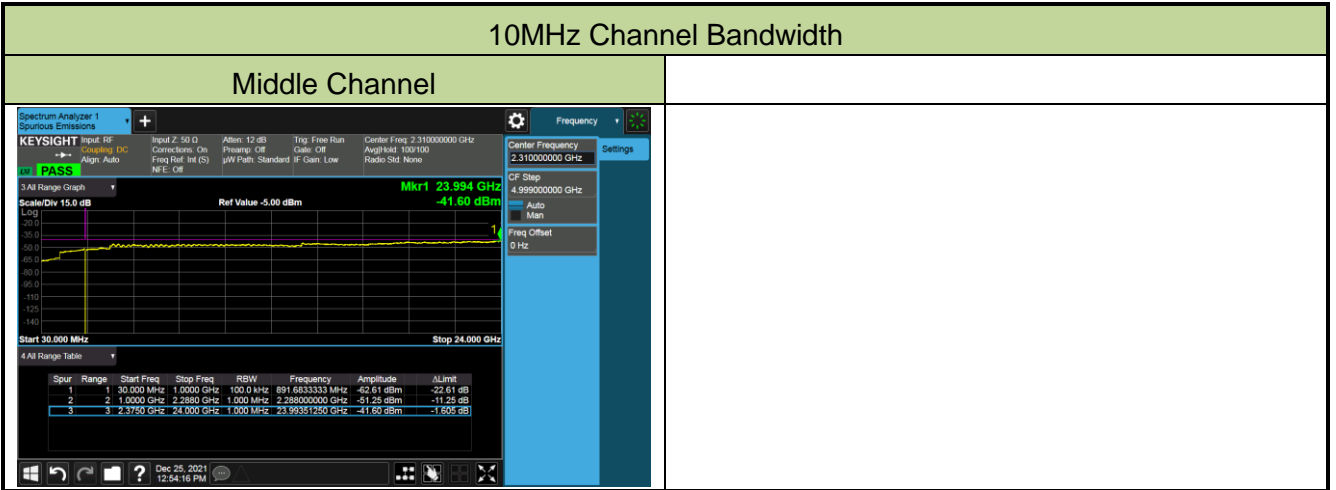 10MHz Channel Bandwidth
Middle Channel
Spectrum Analyzer 1
Spurious Emissions
Frequency
KEYSIGHT
Input: RF
Coupling: DC
Align: Auto
Input Z: 50 Ω
Corrections: On
Freq Ref: Int (S)
NFE: Off
Atten: 12 dB
Preamp: Off
µW Path: Standard
Trig: Free Run
Gate: Off
IF Gain: Low
Center Freq: 2.310000000 GHz
Avg|Hold: 100/100
Radio Std: None
PASS
Center Frequency
2.310000000 GHz
Settings
CF Step
4.999000000 GHz
Auto
Man
Freq Offset
0 Hz
3 All Range Graph
Mkr1 23.994 GHz
Scale/Div 15.0 dB
Ref Value -5.00 dBm
-41.60 dBm
Log
-20.0
-35.0
-50.0
-65.0
-80.0
-95.0
-110
-125
-140
1
Start 30.000 MHz
Stop 24.000 GHz
4 All Range Table
Spur Range Start Freq Stop Freq RBW Frequency Amplitude ΔLimit
1 1 30.000 MHz 1.0000 GHz 100.0 kHz 891.6833333 MHz -62.61 dBm -22.61 dB
2 2 1.0000 GHz 2.2880 GHz 1.000 MHz 2.288000000 GHz -51.25 dBm -11.25 dB
3 3 2.3750 GHz 24.000 GHz 1.000 MHz 23.99351250 GHz -41.60 dBm -1.605 dB
Dec 25, 2021
12:54:16 PM